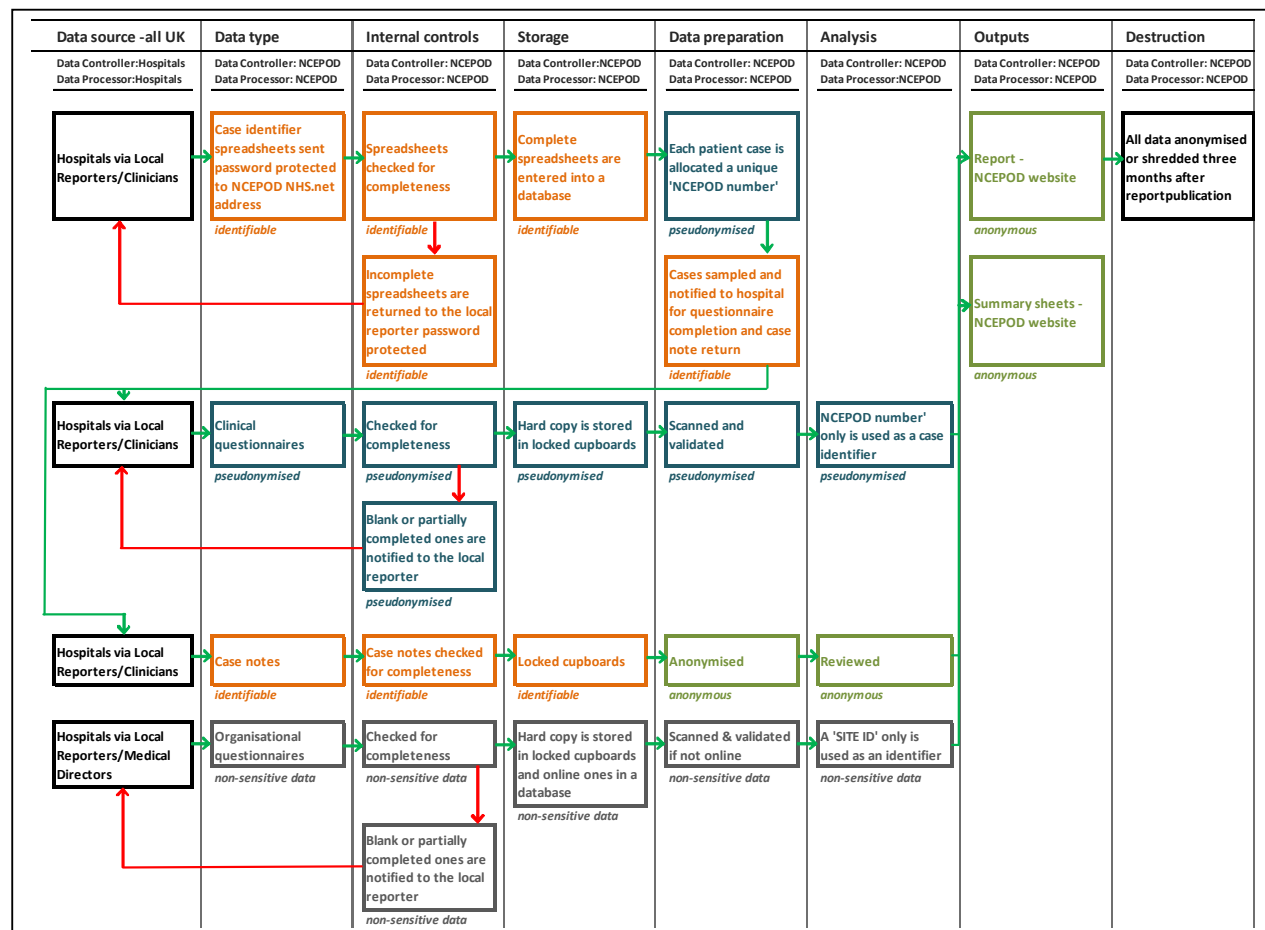 Data source -all UK
Data type
Internal controls
Storage
Data preparation
Analysis
Outputs
Destruction
Data Controller:Hospitals
Data Processor:Hospitals
Data Controller: NCEPOD
Data Processor: NCEPOD
Data Controller: NCEPOD
Data Processor: NCEPOD
Data Controller:NCEPOD
Data Processor: NCEPOD
Data Controller: NCEPOD
Data Processor: NCEPOD
Data Controller: NCEPOD
Data Processor:NCEPOD
Data Controller: NCEPOD
Data Processor: NCEPOD
Data Controller: NCEPOD
Data Processor: NCEPOD
Hospitals via Local
Reporters/Clinicians
Case identifier
spreadsheets sent
password protected
to NCEPOD NHS.net
address
identifiable
Spreadsheets
checked for
completeness
identifiable
Complete
spreadsheets are
entered into a
database
identifiable
Each patient case is
allocated a unique
'NCEPOD number'
pseudonymised
Report -
NCEPOD website
anonymous
All data anonymised
or shredded three
months after
reportpublication
Incomplete
spreadsheets are
returned to the local
reporter password
protected
identifiable
Cases sampled and
notified to hospital
for questionnaire
completion and case
note return
identifiable
Summary sheets -
NCEPOD website
anonymous
Hospitals via Local
Reporters/Clinicians
Clinical
questionnaires
pseudonymised
Checked for
completeness
pseudonymised
Hard copy is stored
in locked cupboards
pseudonymised
Scanned and
validated
pseudonymised
NCEPOD number'
only is used as a case
identifier
pseudonymised
Blank or partially
completed ones are
notified to the local
reporter
pseudonymised
Hospitals via Local
Reporters/Clinicians
Case notes
identifiable
Case notes checked
for completeness
identifiable
Locked cupboards
identifiable
Anonymised
anonymous
Reviewed
anonymous
Hospitals via Local
Reporters/Medical
Directors
Organisational
questionnaires
non-sensitive data
Checked for
completeness
non-sensitive data
Hard copy is stored
in locked cupboards
and online ones in a
database
non-sensitive data
Scanned & validated
if not online
non-sensitive data
A 'SITE ID' only is
used as an identifier
non-sensitive data
Blank or partially
completed ones are
notified to the local
reporter
non-sensitive data